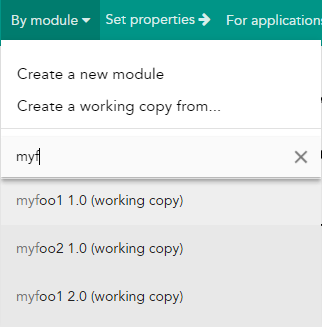 By module Set properties For applications
Create a new module
Create a working copy from...
myf
myfoo1 1.0 (working copy)
myfoo2 1.0 (working copy)
myfoo1 2.0 (working copy)